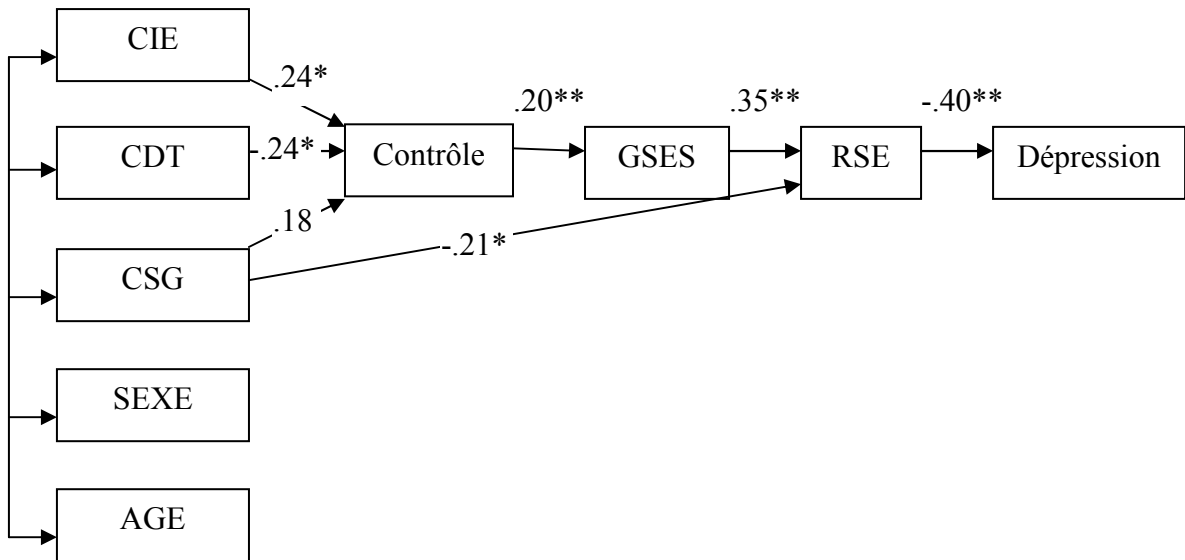 CIE
.24*
.20**
.35**
-.40**
CDT
-.24*
Contrôle
GSES
RSE
Dépression
.18
CSG
-.21*
SEXE
AGE